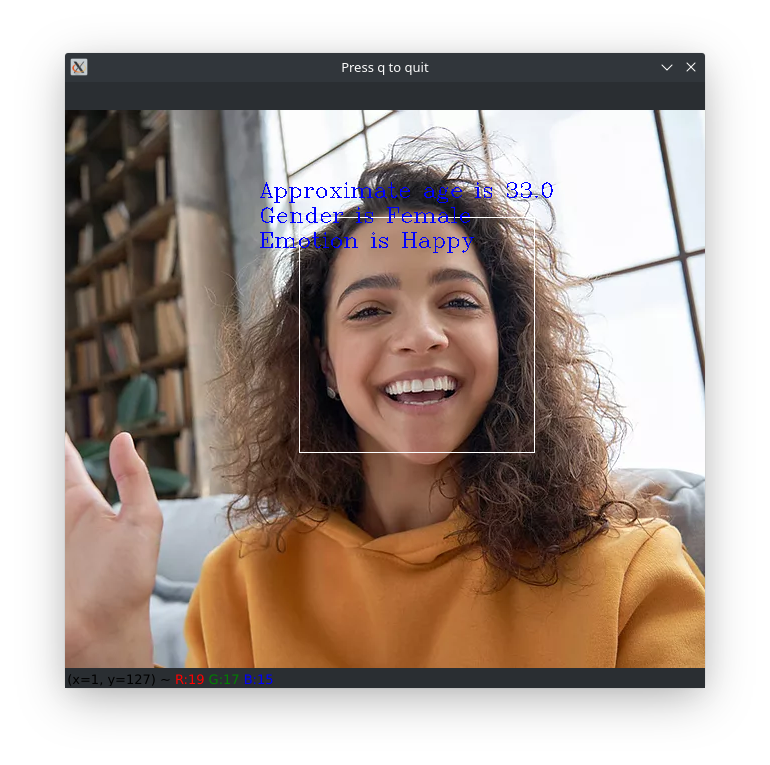 Press q to quit
Approximate age is 33.0
Gender is Female
Emotion is Happy
(x=1, y=127) ~ R:19 G:17 B:15